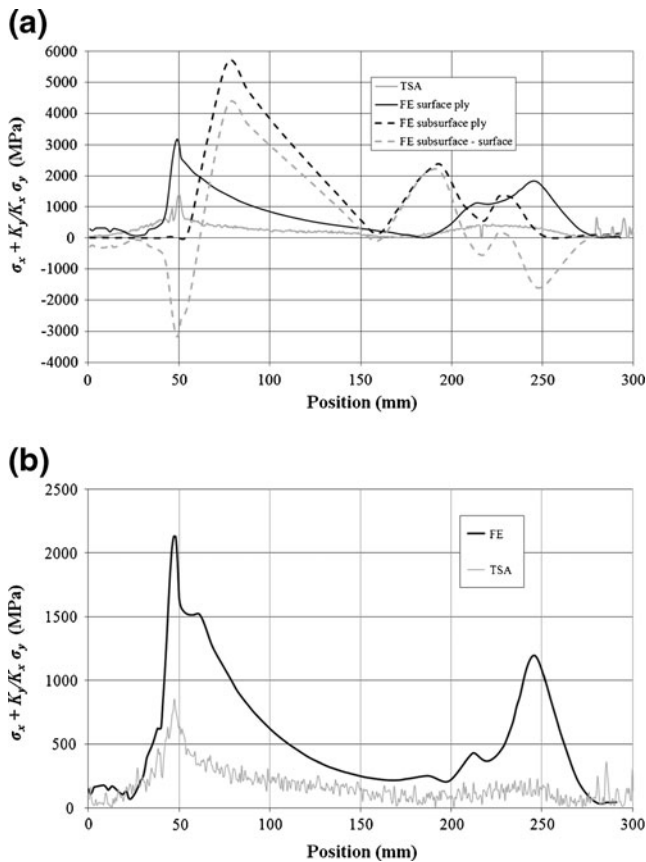 (a)
σx + Ky/Kx σy (MPa)
6000
5000
4000
3000
2000
1000
0
-1000
-2000
-3000
-4000
TSA
FE surface ply
FE subsurface ply
FE subsurface - surface
0
50
100
150
200
250
300
Position (mm)
(b)
σx + Ky/Kx σy (MPa)
2500
2000
1500
1000
500
0
FE
TSA
0
50
100
150
200
250
300
Position (mm)